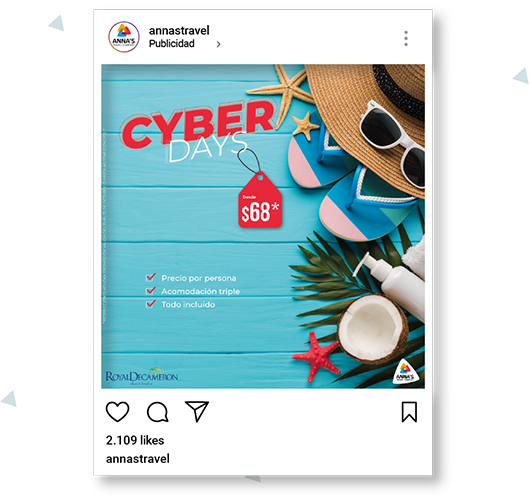 ANNA'S
annastravel
Publicidad
CYBER
DAYS
Desde
$68*
Precio por persona
Acomodación triple
Todo incluido
ROYAL DECAMERON
ANNA'S
2.109 likes
annastravel